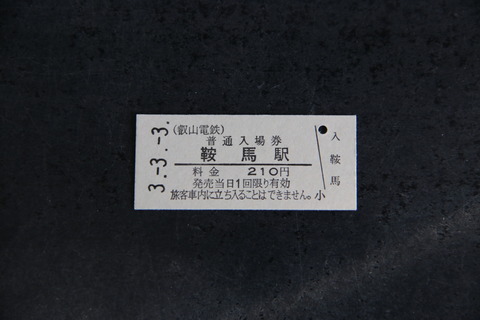 3.-3.-3.
(叡山電鉄)
普通入場券
鞍馬駅
料金 210円
発売当日1回限り有効
旅客車内に立ち入ることはできません。
小
入
鞍
馬